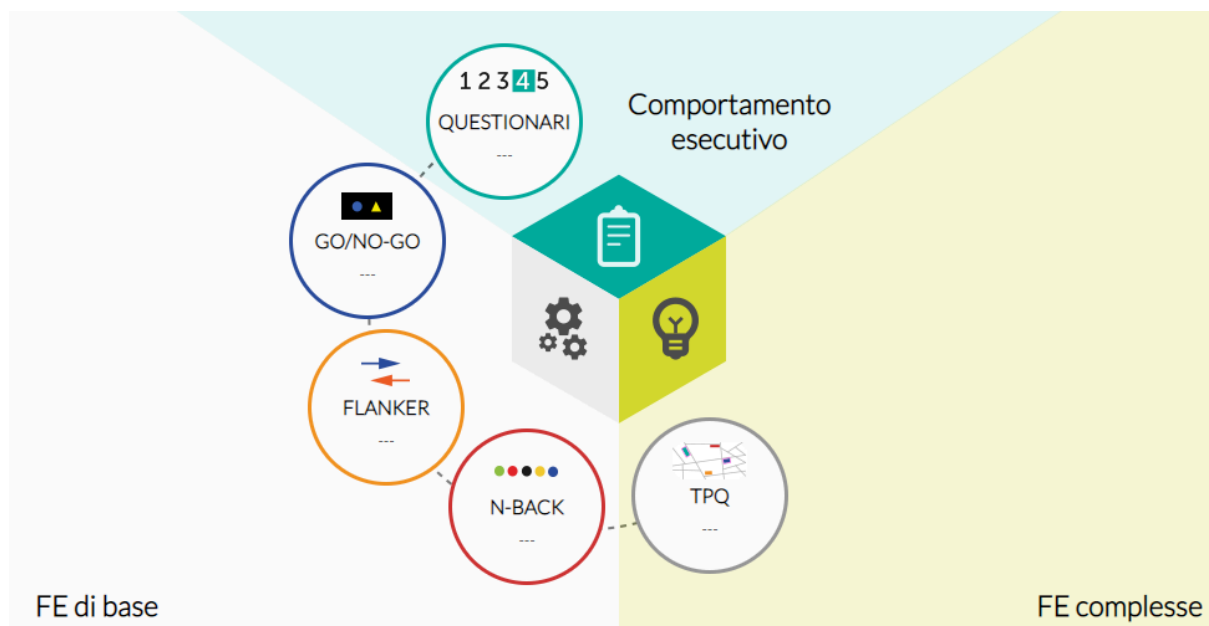 1 2 3 4 5
QUESTIONARI
---
Comportamento
esecutivo
GO/NO-GO
---
FLANKER
---
N-BACK
---
TPQ
---
FE di base
FE complesse